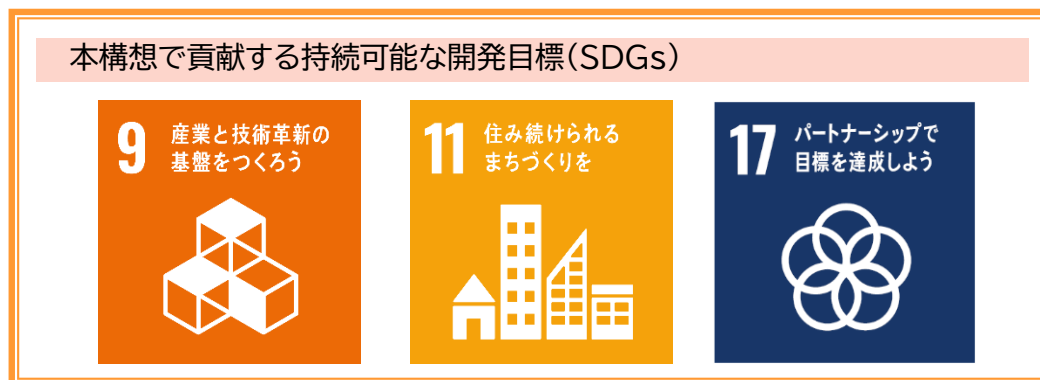 本構想で貢献する持続可能な開発目標(SDGs)
9 産業と技術革新の
基盤をつくろう
11 住み続けられる
まちづくりを
17 パートナーシップで
目標を達成しよう